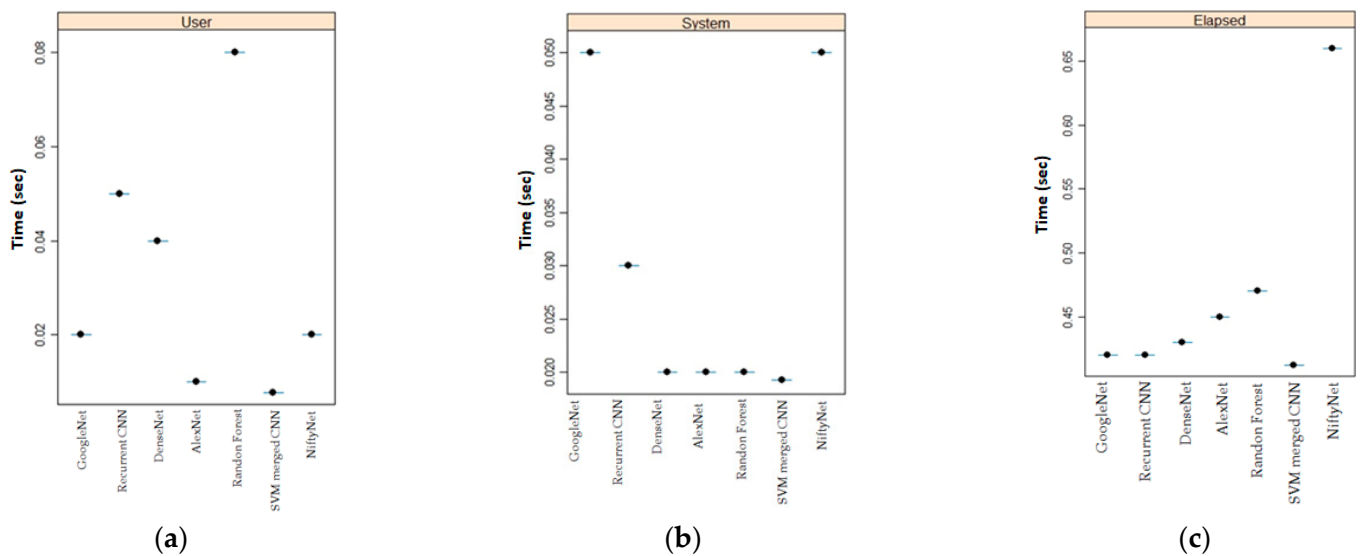 User
Time (sec)
0.08
0.06
0.04
0.02
GoogleNet
Recurrent CNN
DenseNet
AlexNet
Randon Forest
SVM merged CNN
NiftyNet
(a)
System
Time (sec)
0.050
0.045
0.040
0.035
0.030
0.025
0.020
GoogleNet
Recurrent CNN
DenseNet
AlexNet
Randon Forest
SVM merged CNN
NiftyNet
(b)
Elapsed
Time (sec)
0.65
0.60
0.55
0.50
0.45
GoogleNet
Recurrent CNN
DenseNet
AlexNet
Randon Forest
SVM merged CNN
NiftyNet
(c)